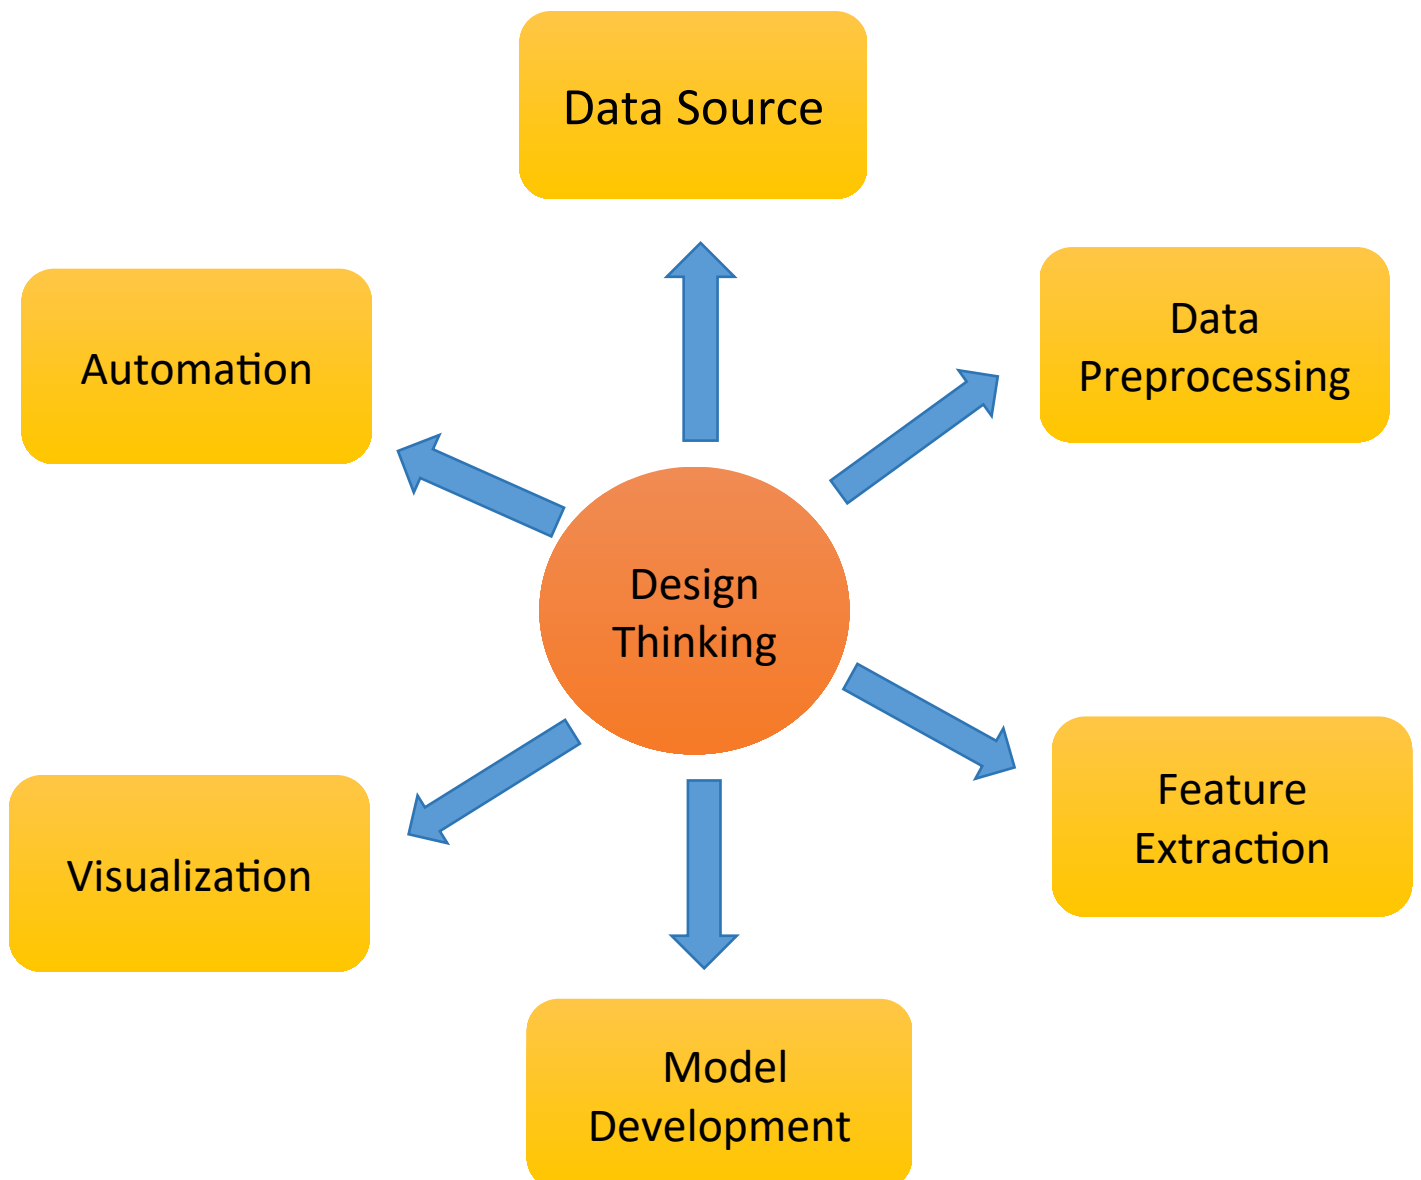 Data Source
Data
Preprocessing
Automation
Design
Thinking
Feature
Extraction
Visualization
Model
Development